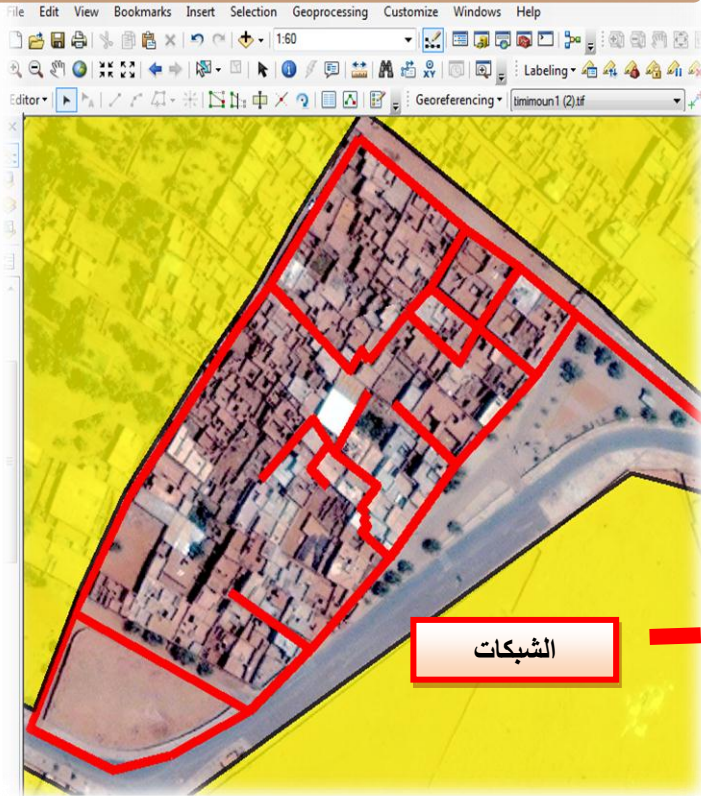 File Edit View Bookmarks Insert Selection Geoprocessing Customize Windows Help
1:60
Labeling
Editor Georeferencing timimoun1 (2).tif
الشبكات